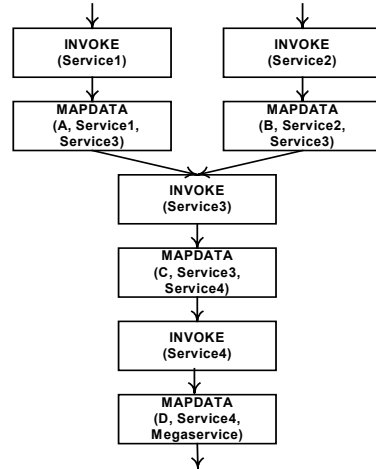 INVOKE
(Service1)
INVOKE
(Service2)
MAPDATA
(A, Service1,
Service3)
MAPDATA
(B, Service2,
Service3)
INVOKE
(Service3)
MAPDATA
(C, Service3,
Service4)
INVOKE
(Service4)
MAPDATA
(D, Service4,
Megaservice)